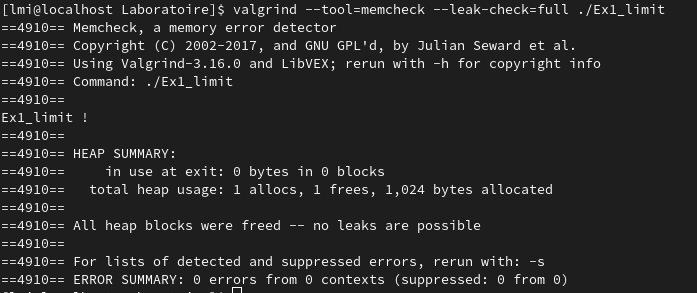 [lmi@localhost Laboratoire]$ valgrind --tool=memcheck --leak-check=full ./Ex1_limit
==4910== Memcheck, a memory error detector
==4910== Copyright (C) 2002-2017, and GNU GPL'd, by Julian Seward et al.
==4910== Using Valgrind-3.16.0 and LibVEX; rerun with -h for copyright info
==4910== Command: ./Ex1_limit
==4910==
Ex1_limit !
==4910==
==4910== HEAP SUMMARY:
==4910==     in use at exit: 0 bytes in 0 blocks
==4910==   total heap usage: 1 allocs, 1 frees, 1,024 bytes allocated
==4910==
==4910== All heap blocks were freed -- no leaks are possible
==4910==
==4910== For lists of detected and suppressed errors, rerun with: -s
==4910== ERROR SUMMARY: 0 errors from 0 contexts (suppressed: 0 from 0)